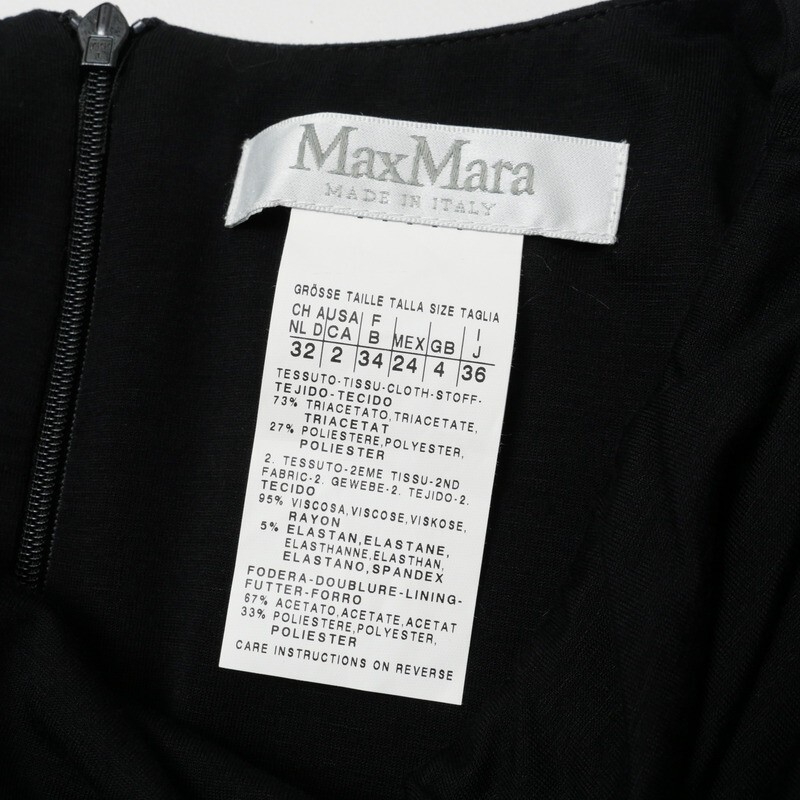 MaxMara
MADE IN ITALY
GRÖSSE TAILLE TALLA SIZE TAGLIA
CH A USA F I
NL D CA B MEX GB J
32 2 34 24 4 36
TESSUTO-TISSU-CLOTH-STOFF-
TEJIDO-TECIDO
73% TRIACETATO,TRIACETATE,
TRIACETAT
27% POLIESTERE,POLYESTER,
POLIESTER
2. TESSUTO-2EME TISSU-2ND
FABRIC-2. GEWEBE-2. TEJIDO-2.
TECIDO
95% VISCOSA,VISCOSE,VISKOSE,
RAYON
5% ELASTAN,ELASTANE,
ELASTHANNE,ELASTHAN,
ELASTANO,SPANDEX
FODERA-DOUBLURE-LINING-
FUTTER-FORRO
67% ACETATO,ACETATE,ACETAT
33% POLIESTERE,POLYESTER,
POLIESTER
CARE INSTRUCTIONS ON REVERSE